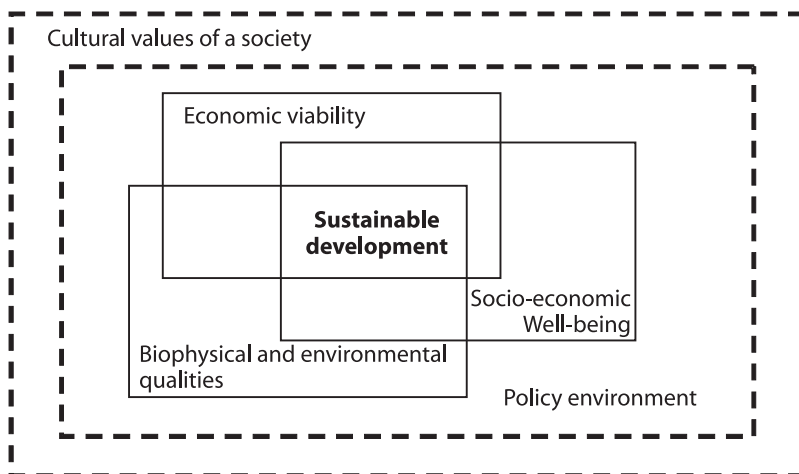 Cultural values of a society
Economic viability
Sustainable
development
Socio-economic
Well-being
Biophysical and environmental
qualities
Policy environment